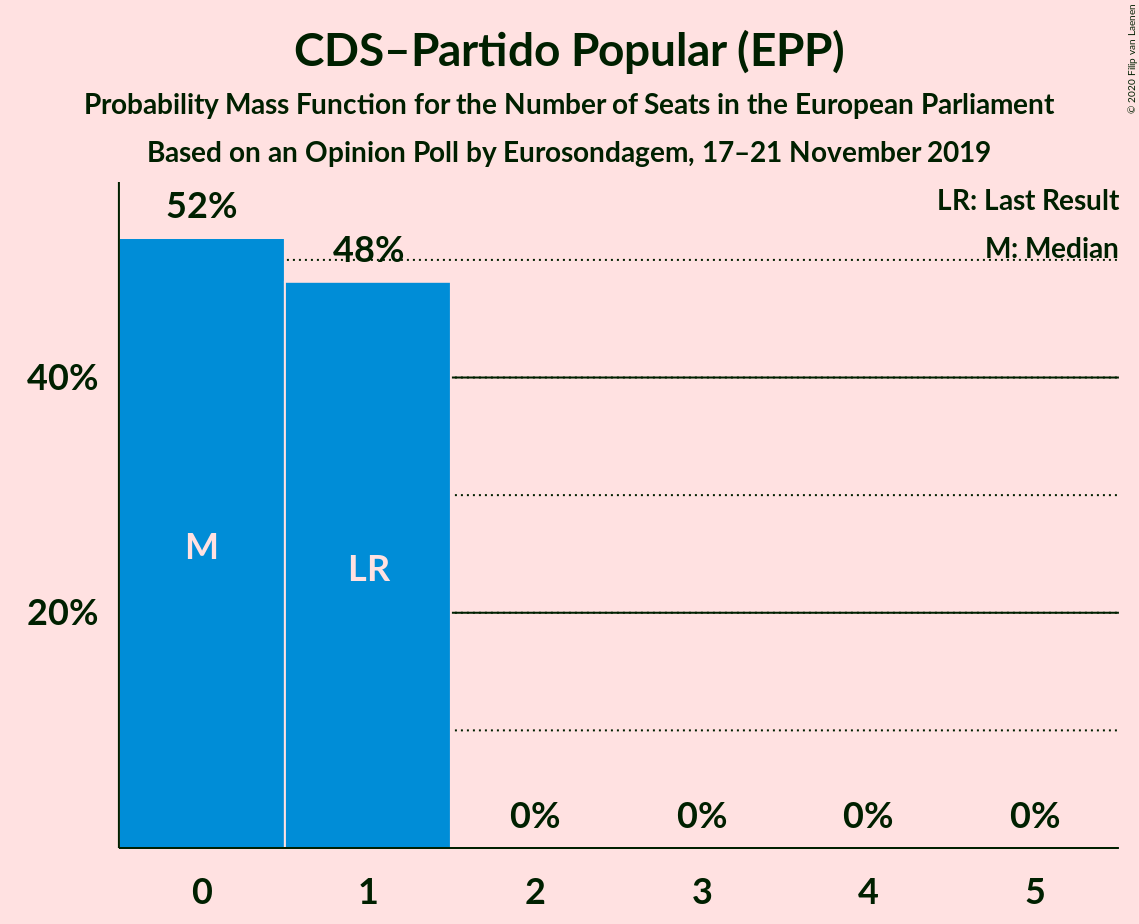 CDS–Partido Popular (EPP)
Probability Mass Function for the Number of Seats in the European Parliament
Based on an Opinion Poll by Eurosondagem, 17–21 November 2019
© 2020 Filip van Laenen
LR: Last Result
M: Median
52%
48%
40%
20%
M
LR
0%
0%
0%
0%
0
1
2
3
4
5